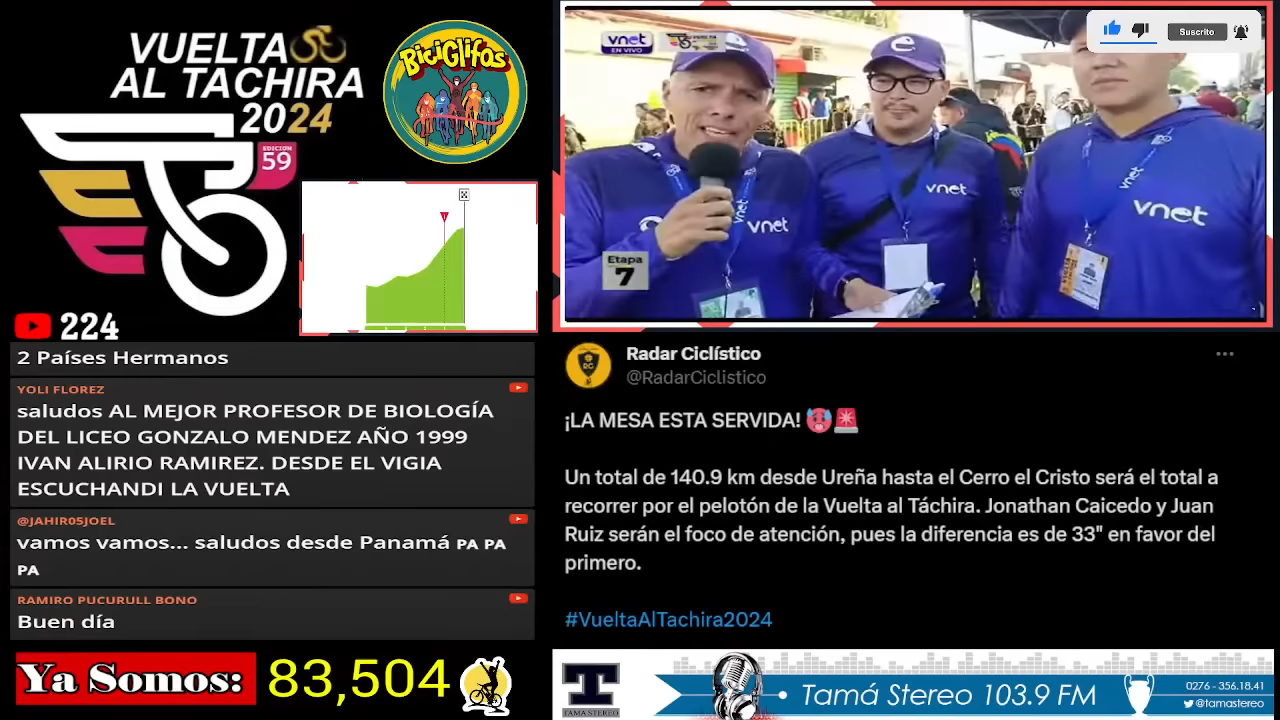 VUELTA
AL TÁCHIRA
2024
EDICION
59
BiciGlifos
224
2 Países Hermanos
YOLI FLOREZ
saludos AL MEJOR PROFESOR DE BIOLOGÍA
DEL LICEO GONZALO MENDEZ AÑO 1999
IVAN ALIRIO RAMIREZ. DESDE EL VIGIA
ESCUCHANDI LA VUELTA
@JAHIR05JOEL
vamos vamos... saludos desde Panamá PA PA
PA
RAMIRO PUCURULL BONO
Buen día
Ya Somos: 83,504
vnet
EN VIVO
Suscrito
vnet
vnet
vnet
Etapa
7
Radar Ciclístico
@RadarCiclistico
¡LA MESA ESTA SERVIDA! 🥵🚨
Un total de 140.9 km desde Ureña hasta el Cerro el Cristo será el total a
recorrer por el pelotón de la Vuelta al Táchira. Jonathan Caicedo y Juan
Ruiz serán el foco de atención, pues la diferencia es de 33" en favor del
primero.
#VueltaAlTachira2024
T
TAMA STEREO
Tamá Stereo 103.9 FM
0276 - 356.18.41
@tamastereo